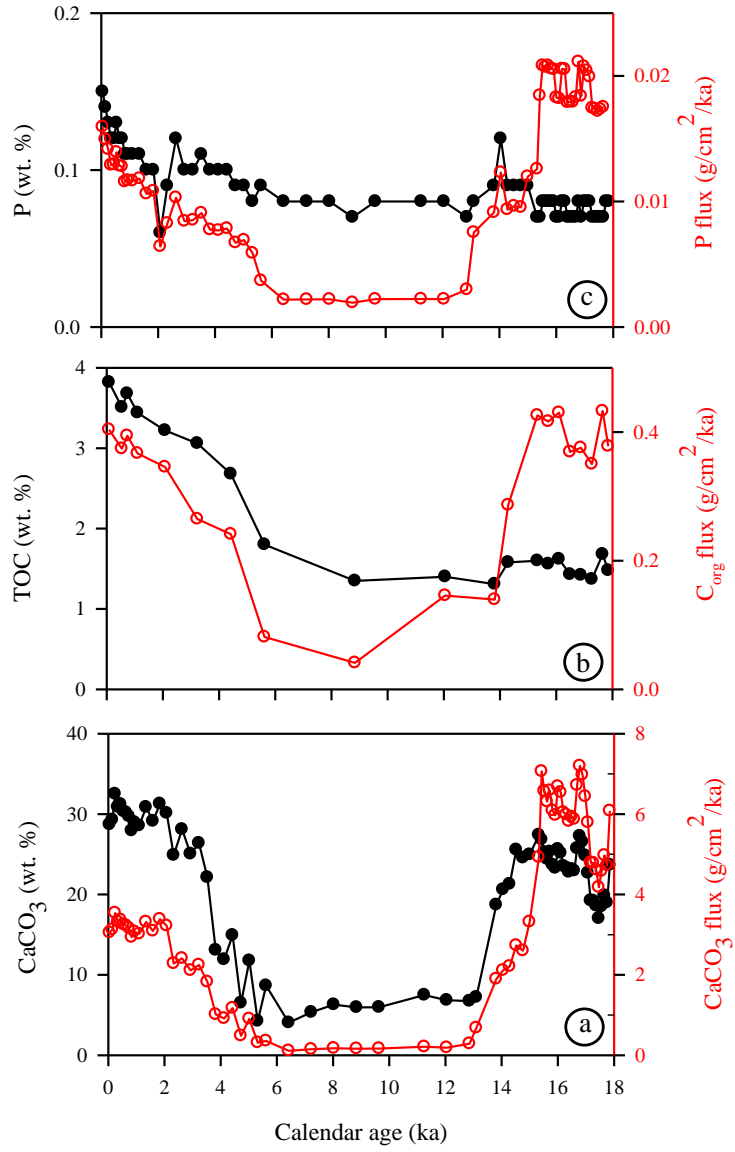 0.2
0.1
0.0
P (wt. %)
0.02
0.01
0.00
P flux (g/cm²/ka)
c
4
3
2
1
0
TOC (wt. %)
0.4
0.2
0.0
C_org flux (g/cm²/ka)
b
40
30
20
10
0
CaCO₃ (wt. %)
8
6
4
2
0
CaCO₃ flux (g/cm²/ka)
a
0 2 4 6 8 10 12 14 16 18
Calendar age (ka)